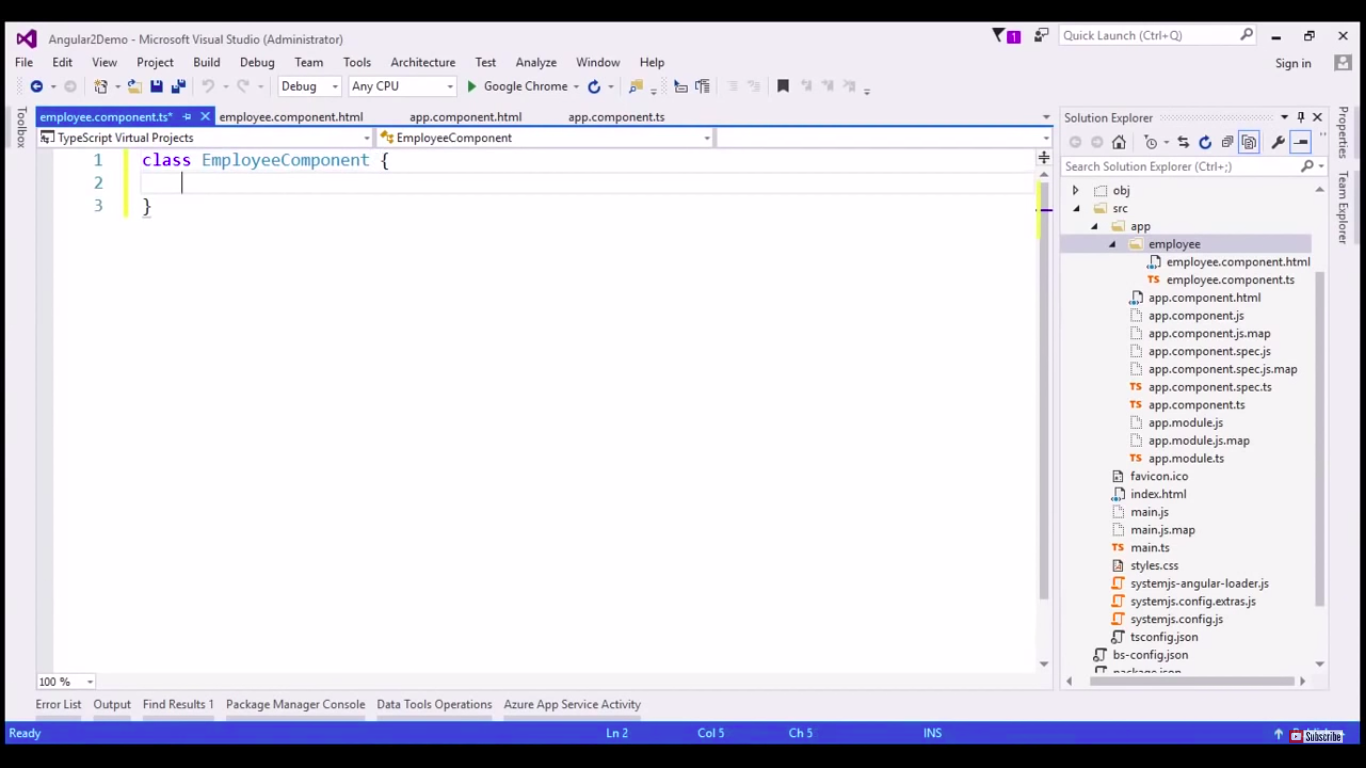 Angular2Demo - Microsoft Visual Studio (Administrator)
1
Quick Launch (Ctrl+Q)
File Edit View Project Build Debug Team Tools Architecture Test Analyze Window Help
Sign in
Debug Any CPU Google Chrome
employee.component.ts* employee.component.html app.component.html app.component.ts
TypeScript Virtual Projects EmployeeComponent
Toolbox
1 class EmployeeComponent {
2
3 }
Solution Explorer
Search Solution Explorer (Ctrl+;)
obj
src
app
employee
employee.component.html
TS employee.component.ts
app.component.html
app.component.js
app.component.js.map
app.component.spec.js
app.component.spec.js.map
TS app.component.spec.ts
TS app.component.ts
app.module.js
app.module.js.map
TS app.module.ts
favicon.ico
index.html
main.js
main.js.map
TS main.ts
styles.css
systemjs-angular-loader.js
systemjs.config.extras.js
systemjs.config.js
tsconfig.json
bs-config.json
package.json
Properties
Team Explorer
100 %
Error List Output Find Results 1 Package Manager Console Data Tools Operations Azure App Service Activity
Ready Ln 2 Col 5 Ch 5 INS
Subscribe